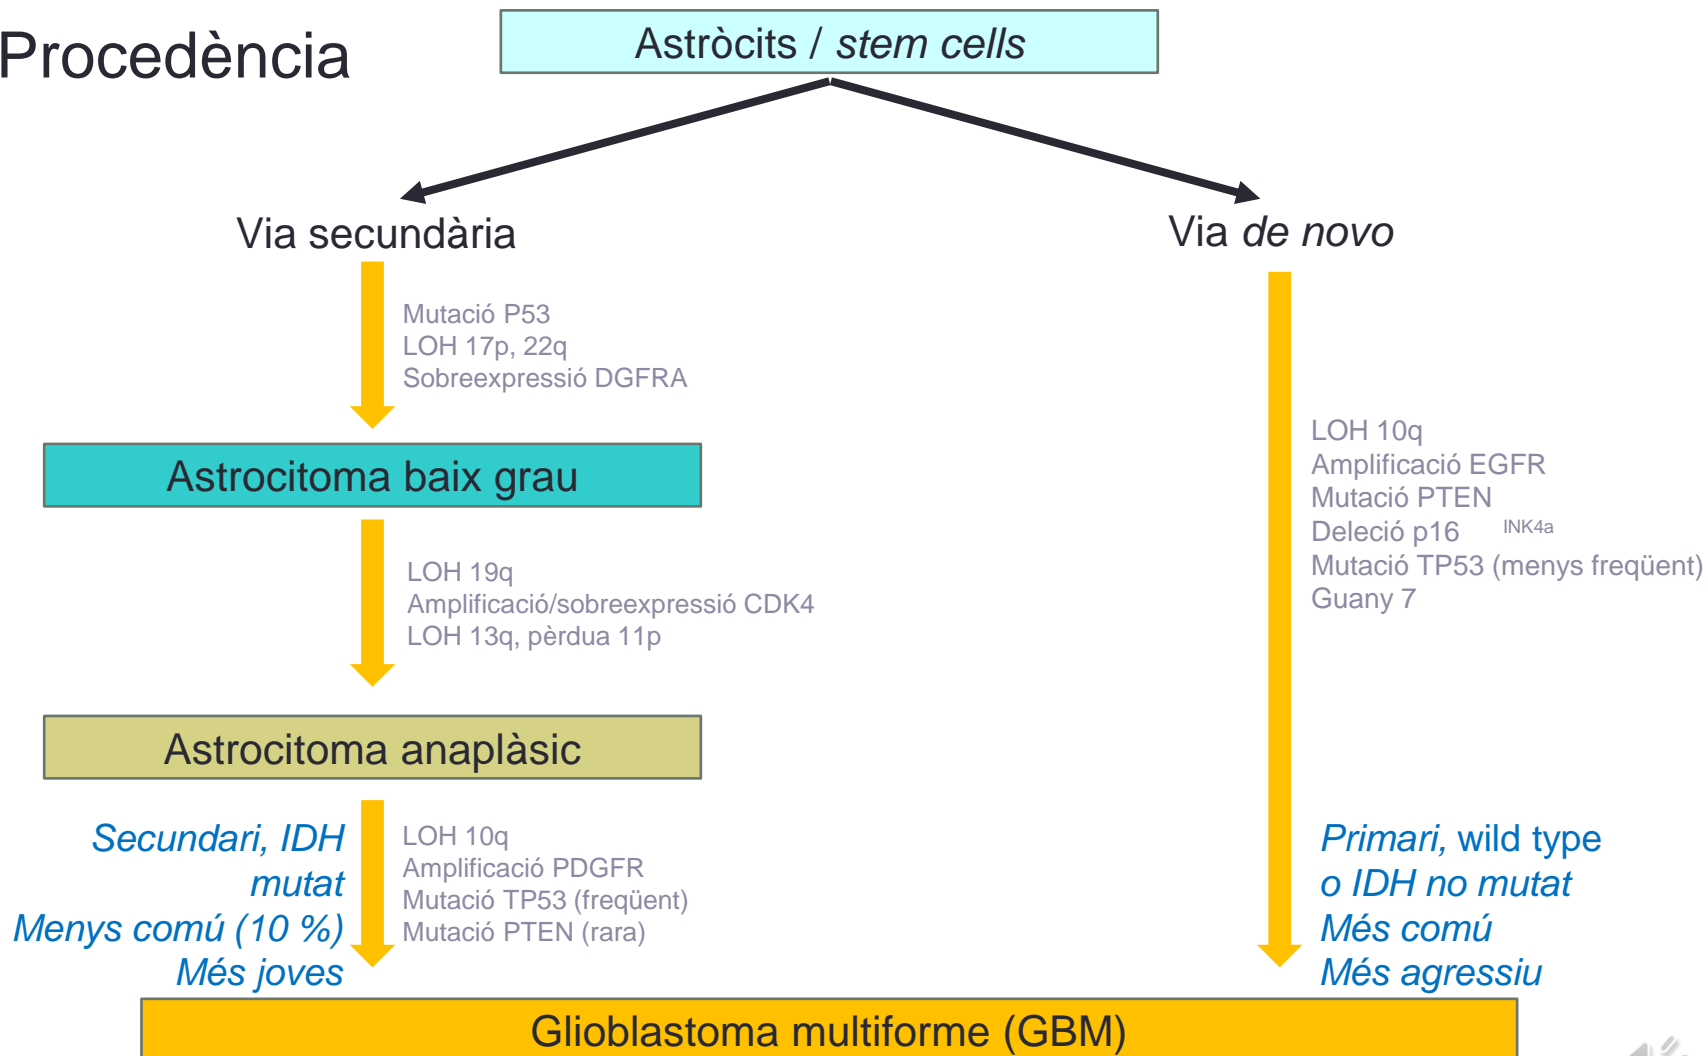 Procedència
Astròcits / stem cells
Via secundària
Via de novo
Mutació P53
LOH 17p, 22q
Sobreexpressió DGFRA
Astrocitoma baix grau
LOH 19q
Amplificació/sobreexpressió CDK4
LOH 13q, pèrdua 11p
Astrocitoma anaplàsic
Secundari, IDH
mutat
Menys comú (10 %)
Més joves
LOH 10q
Amplificació PDGFR
Mutació TP53 (freqüent)
Mutació PTEN (rara)
LOH 10q
Amplificació EGFR
Mutació PTEN
Deleció p16 INK4a
Mutació TP53 (menys freqüent)
Guany 7
Primari, wild type
o IDH no mutat
Més comú
Més agressiu
Glioblastoma multiforme (GBM)